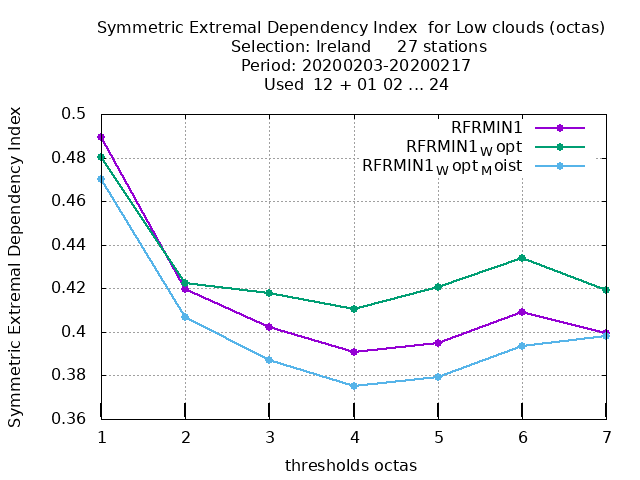 Symmetric Extremal Dependency Index for Low clouds (octas)
Selection: Ireland 27 stations
Period: 20200203-20200217
Used 12 + 01 02 ... 24
Symmetric Extremal Dependency Index
0.5
0.48
0.46
0.44
0.42
0.4
0.38
0.36
RFRMIN1
RFRMIN1W opt
RFRMIN1W opt Moist
1 2 3 4 5 6 7
thresholds octas